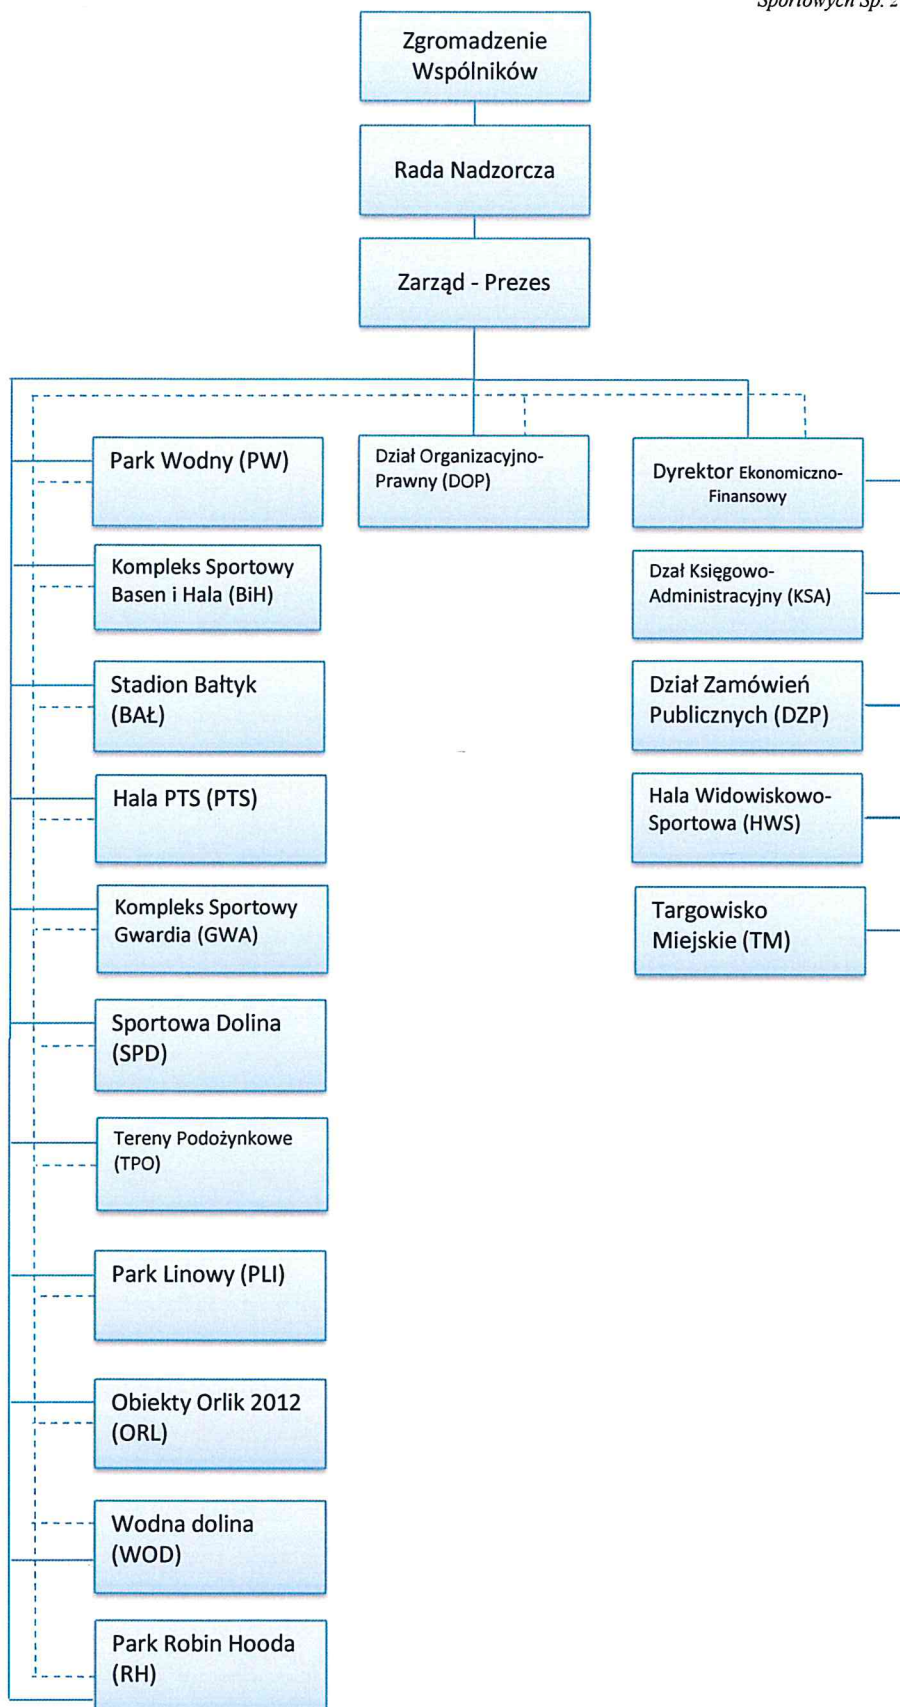 Sportowych Sp. z
Zgromadzenie
Wspólników
Rada Nadzorcza
Zarząd - Prezes
Park Wodny (PW)
Kompleks Sportowy
Basen i Hala (BiH)
Stadion Bałtyk
(BAŁ)
Hala PTS (PTS)
Kompleks Sportowy
Gwardia (GWA)
Sportowa Dolina
(SPD)
Tereny Podożynkowe
(TPO)
Park Linowy (PLI)
Obiekty Orlik 2012
(ORL)
Wodna dolina
(WOD)
Park Robin Hooda
(RH)
Dział Organizacyjno-
Prawny (DOP)
Dyrektor Ekonomiczno-
Finansowy
Dzał Księgowo-
Administracyjny (KSA)
Dział Zamówień
Publicznych (DZP)
Hala Widowiskowo-
Sportowa (HWS)
Targowisko
Miejskie (TM)